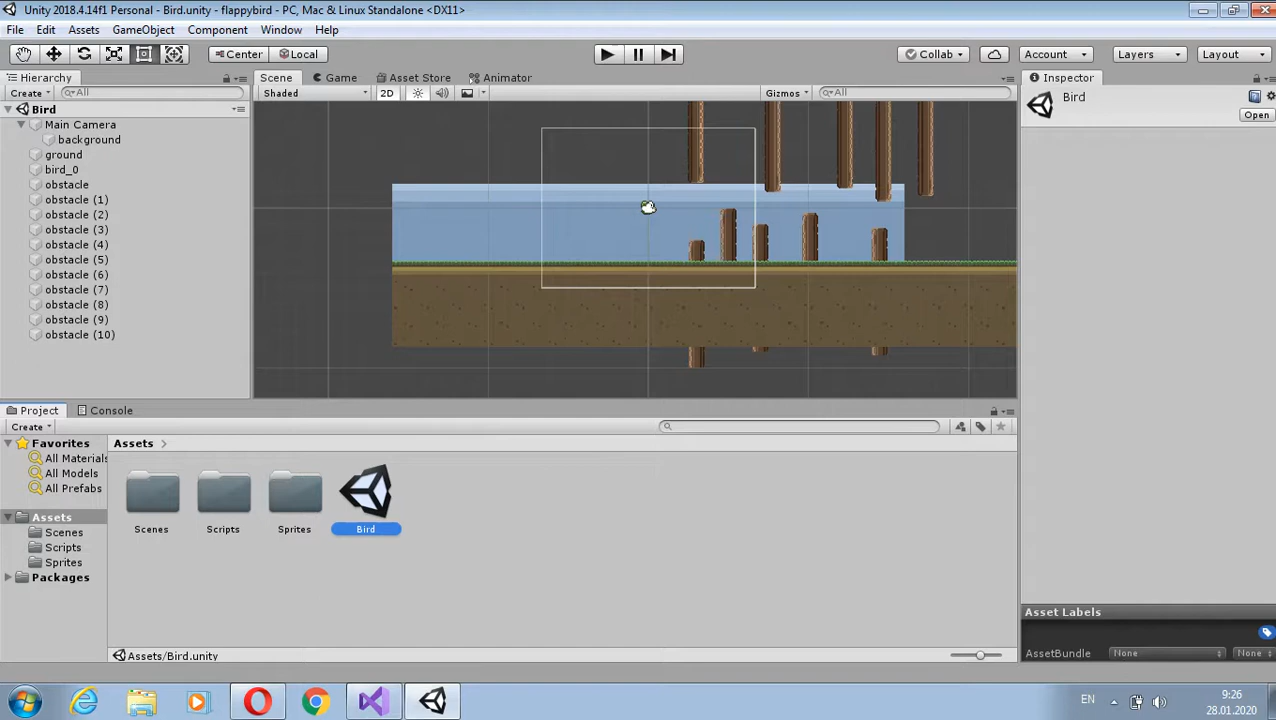 Unity 2018.4.14f1 Personal - Bird.unity - flappybird - PC, Mac & Linux Standalone <DX11>
File Edit Assets GameObject Component Window Help
Center Local Collab Account Layers Layout
Hierarchy Scene Game Asset Store Animator Inspector
Create All Shaded 2D Gizmos All
Bird
Open
Bird
Main Camera
background
ground
bird_0
obstacle
obstacle (1)
obstacle (2)
obstacle (3)
obstacle (4)
obstacle (5)
obstacle (6)
obstacle (7)
obstacle (8)
obstacle (9)
obstacle (10)
Project Console
Create
Favorites
All Materials
All Models
All Prefabs
Assets
Scenes
Scripts
Sprites
Packages
Assets
Scenes Scripts Sprites Bird
Assets/Bird.unity
Asset Labels
AssetBundle None None
EN
9:26
28.01.2020